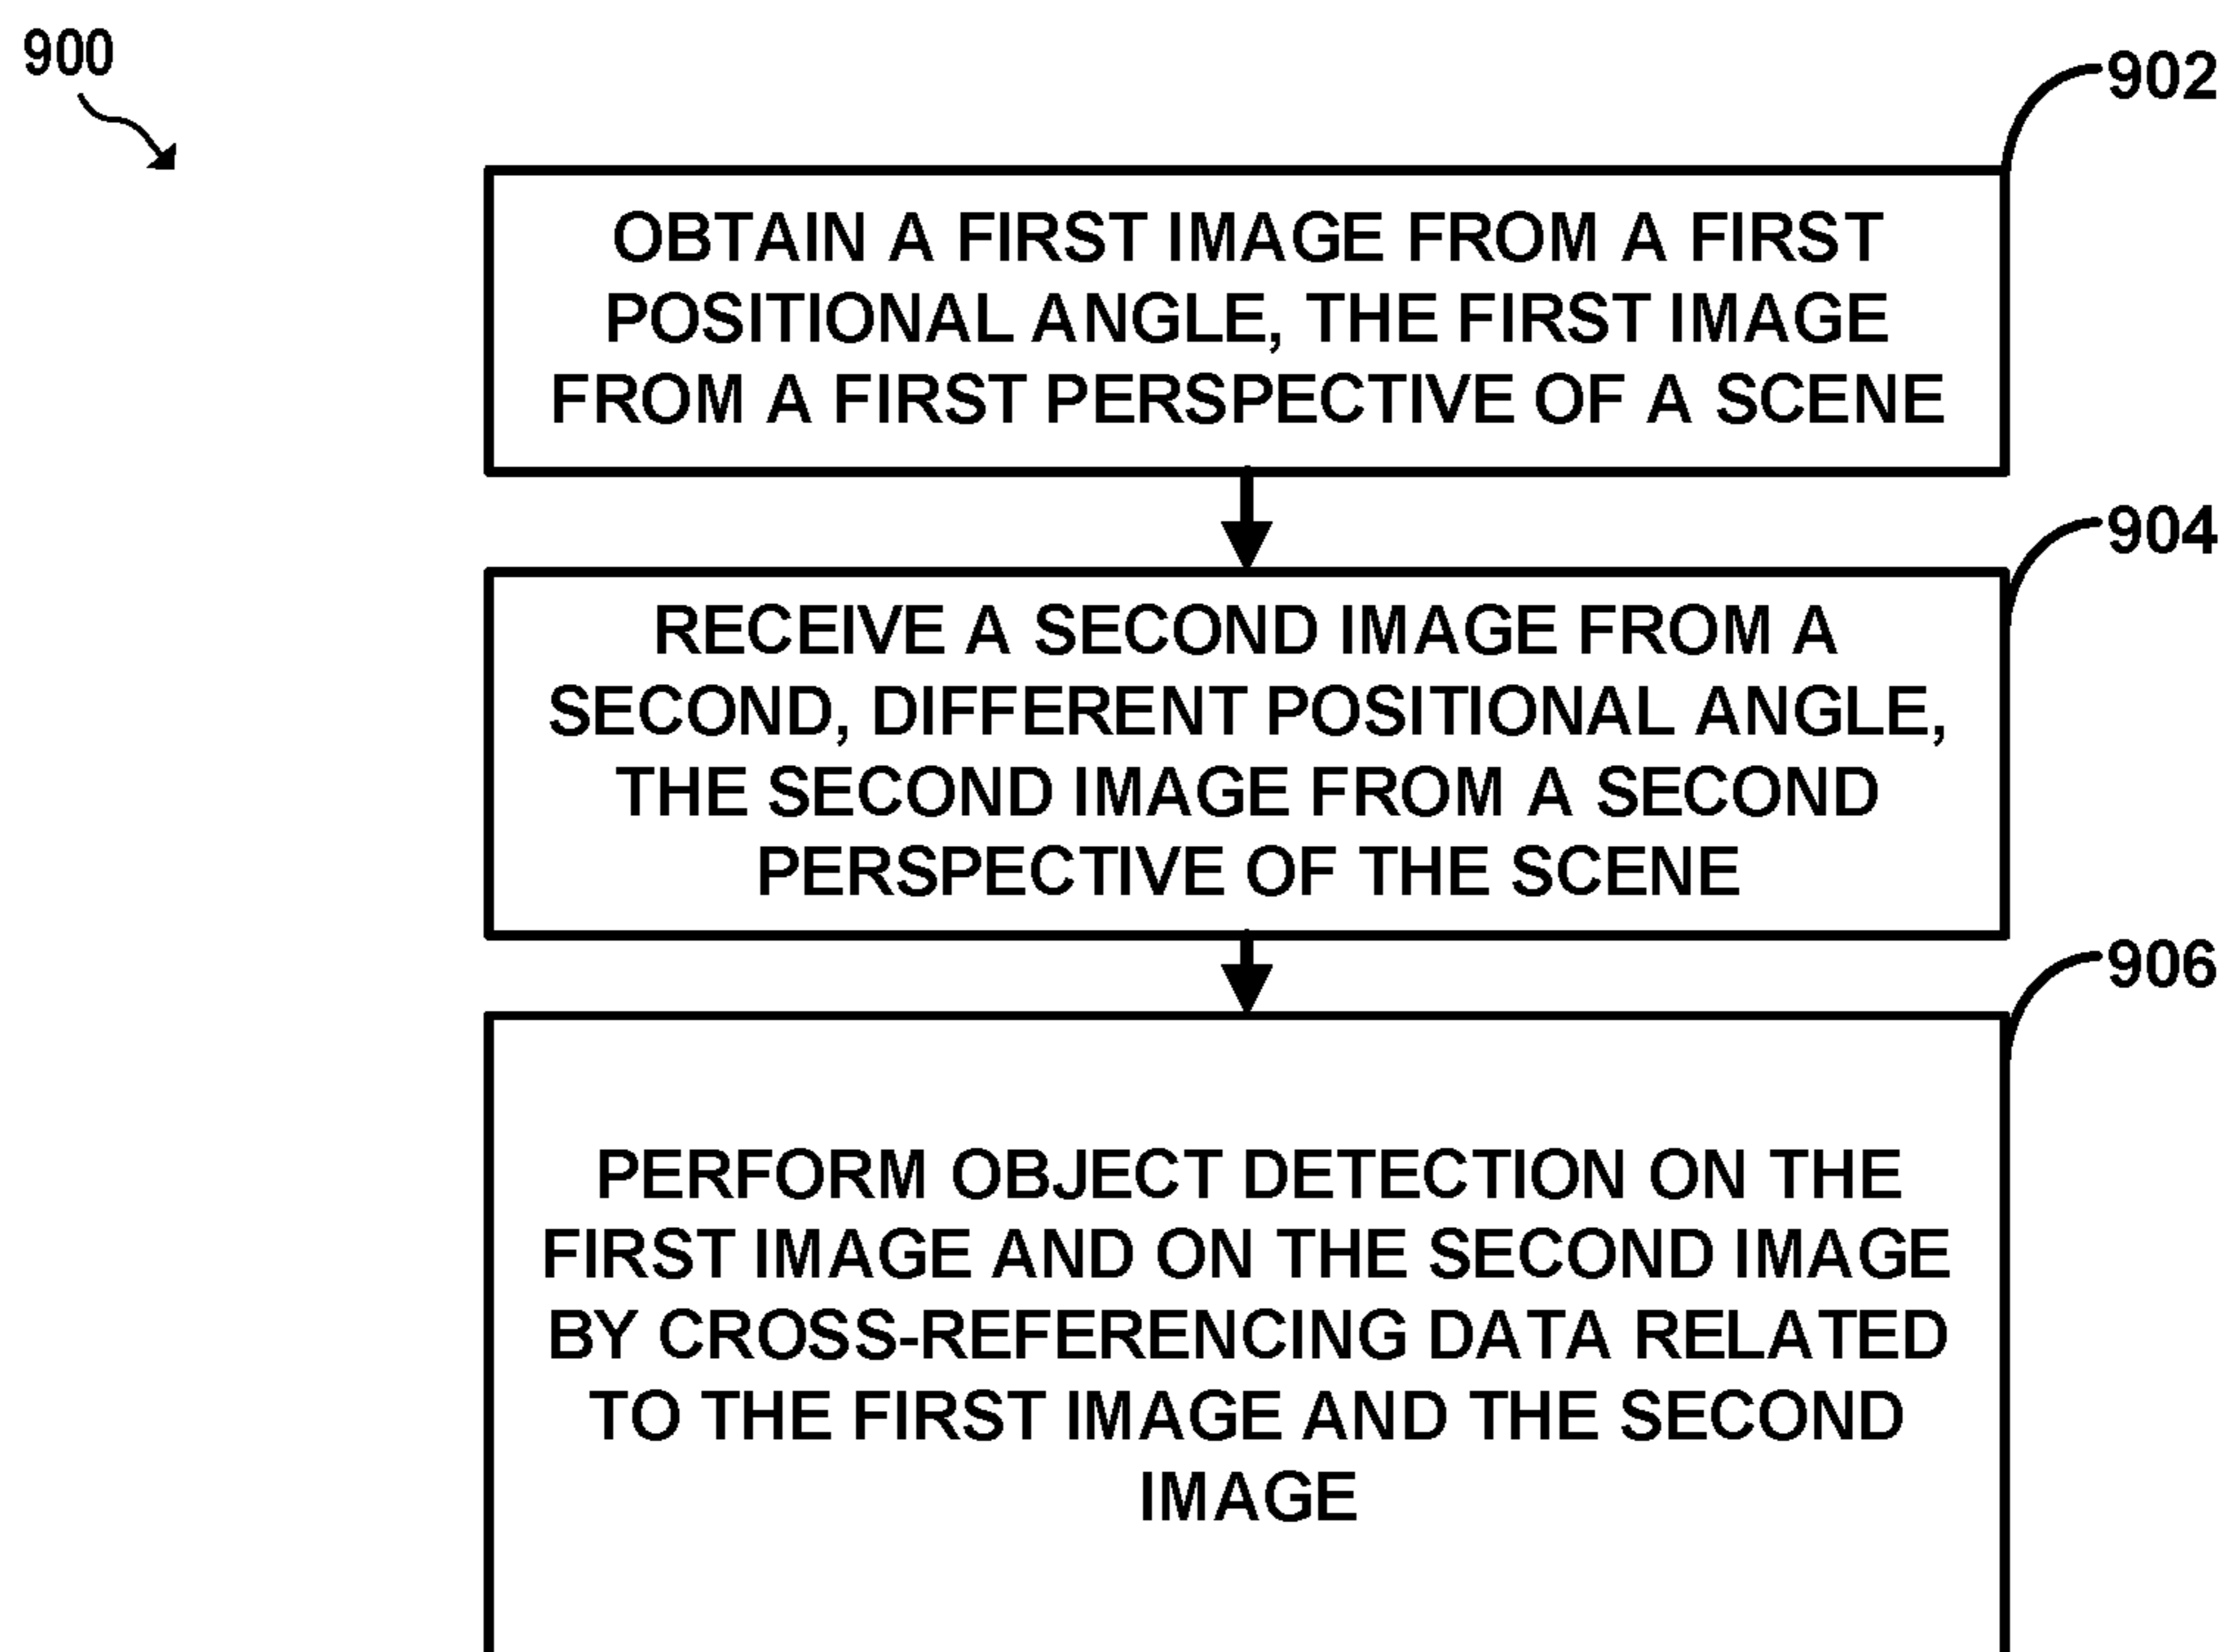 900
902
OBTAIN A FIRST IMAGE FROM A FIRST
POSITIONAL ANGLE, THE FIRST IMAGE
FROM A FIRST PERSPECTIVE OF A SCENE
904
RECEIVE A SECOND IMAGE FROM A
SECOND, DIFFERENT POSITIONAL ANGLE,
THE SECOND IMAGE FROM A SECOND
PERSPECTIVE OF THE SCENE
906
PERFORM OBJECT DETECTION ON THE
FIRST IMAGE AND ON THE SECOND IMAGE
BY CROSS-REFERENCING DATA RELATED
TO THE FIRST IMAGE AND THE SECOND
IMAGE